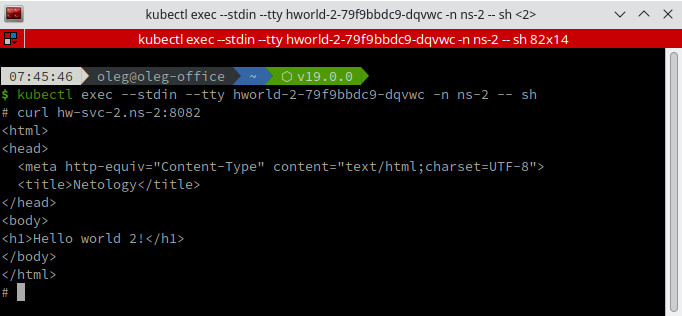 kubectl exec --stdin --tty hworld-2-79f9bbdc9-dqvwc -n ns-2 -- sh <2>
kubectl exec --stdin --tty hworld-2-79f9bbdc9-dqvwc -n ns-2 -- sh 82x14
07:45:46 oleg@oleg-office ~ ⬡ v19.0.0
$ kubectl exec --stdin --tty hworld-2-79f9bbdc9-dqvwc -n ns-2 -- sh
# curl hw-svc-2.ns-2:8082
<html>
<head>
  <meta http-equiv="Content-Type" content="text/html;charset=UTF-8">
  <title>Netology</title>
</head>
<body>
<h1>Hello world 2!</h1>
</body>
</html>
#